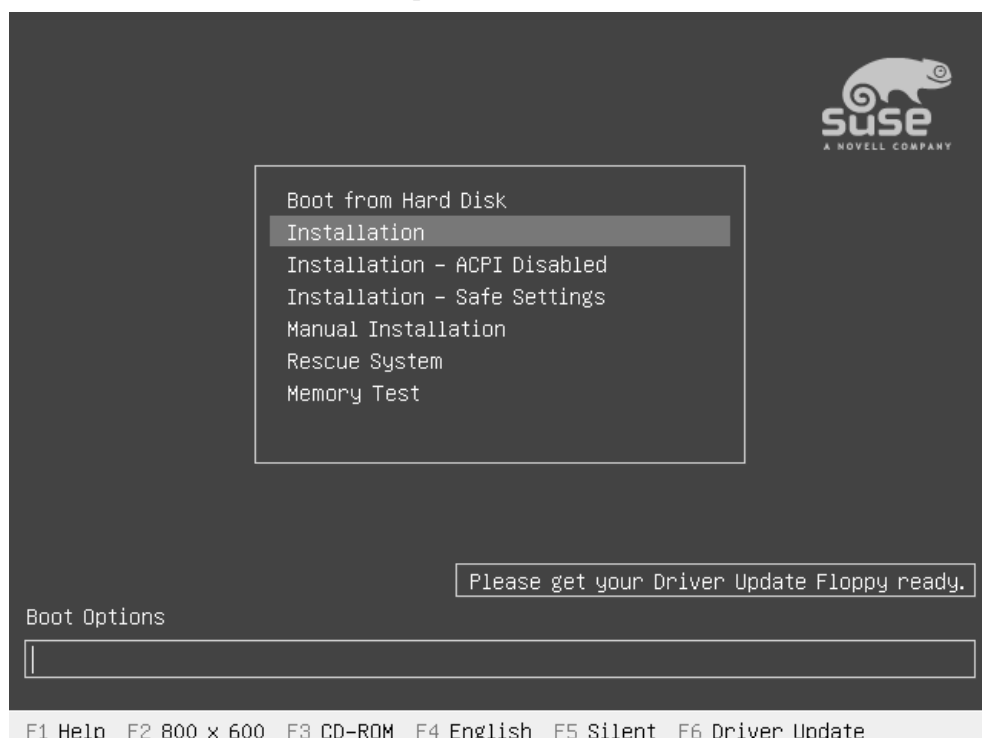 SUSE
A NOVELL COMPANY
Boot from Hard Disk
Installation
Installation - ACPI Disabled
Installation - Safe Settings
Manual Installation
Rescue System
Memory Test
Please get your Driver Update Floppy ready.
Boot Options
F1 Help F2 800 x 600 F3 CD-ROM F4 English F5 Silent F6 Driver Update